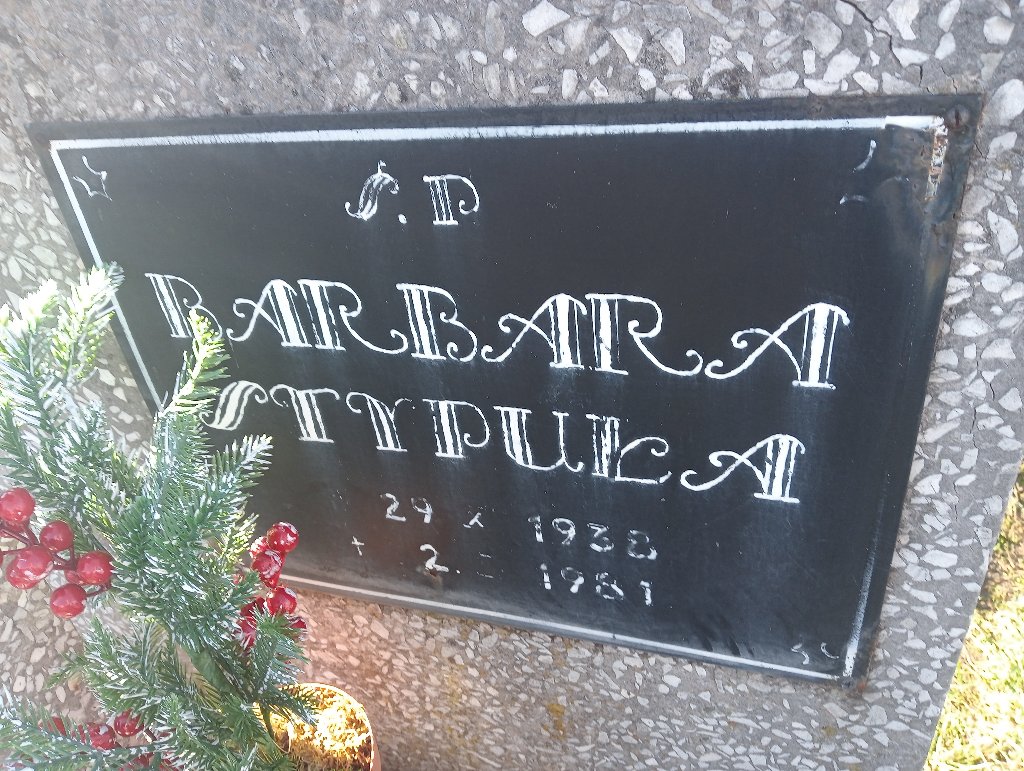 Ś. P
BARBARA
STYPUŁA
29 1938
† 2. 1981